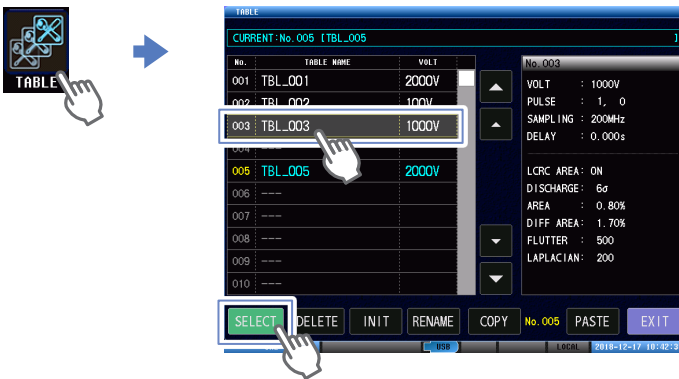 TABLE
TABLE
CURRENT:No.005 [TBL_005 ]
No. TABLE NAME VOLT
001 TBL_001 2000V
002 TBL_002 100V
003 TBL_003 1000V
004
005 TBL_005 2000V
006 ---
007 ---
008 ---
009 ---
010 ---
No.003
VOLT : 1000V
PULSE : 1, 0
SAMPLING : 200MHz
DELAY : 0.000s
LCRC AREA: ON
DISCHARGE: 6σ
AREA : 0.80%
DIFF AREA: 1.70%
FLUTTER : 500
LAPLACIAN: 200
SELECT DELETE INIT RENAME COPY No.005 PASTE EXIT
USB LOCAL 2018-12-17 10:42:3